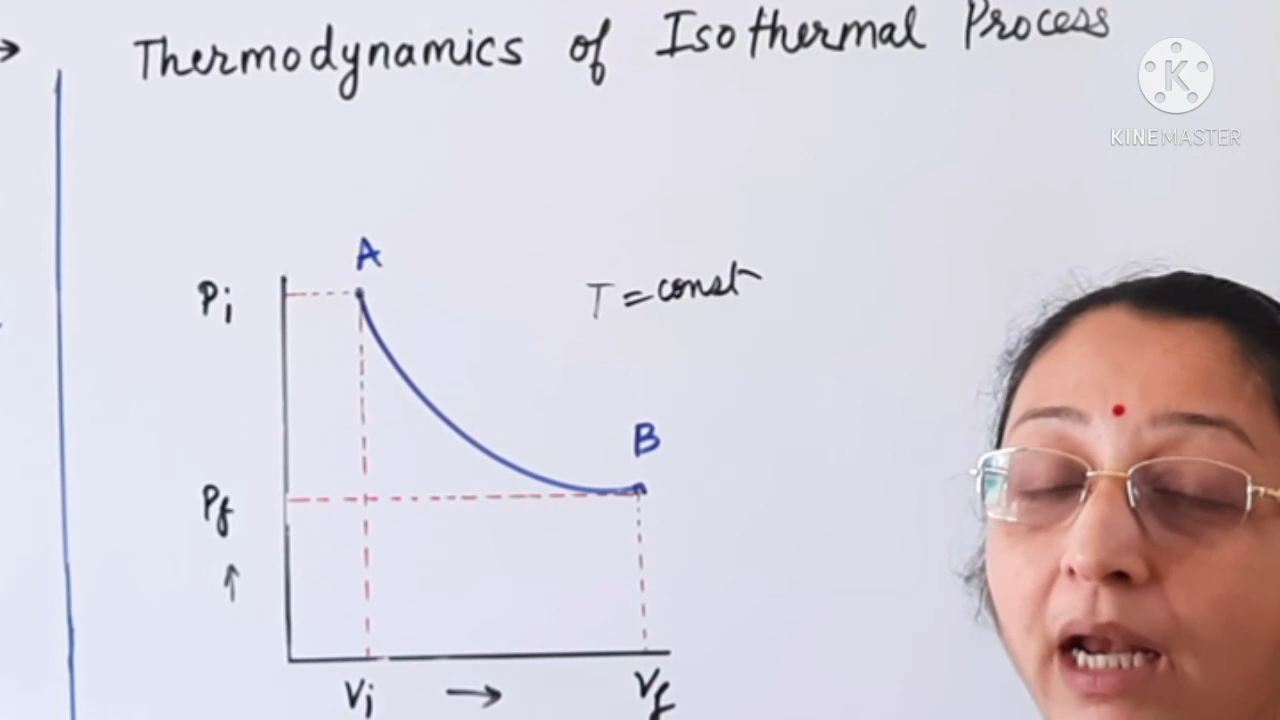 → Thermodynamics of Isothermal Process
K
KINEMASTER
A
Pi
T = const
B
Pf
↑
Vi → Vf